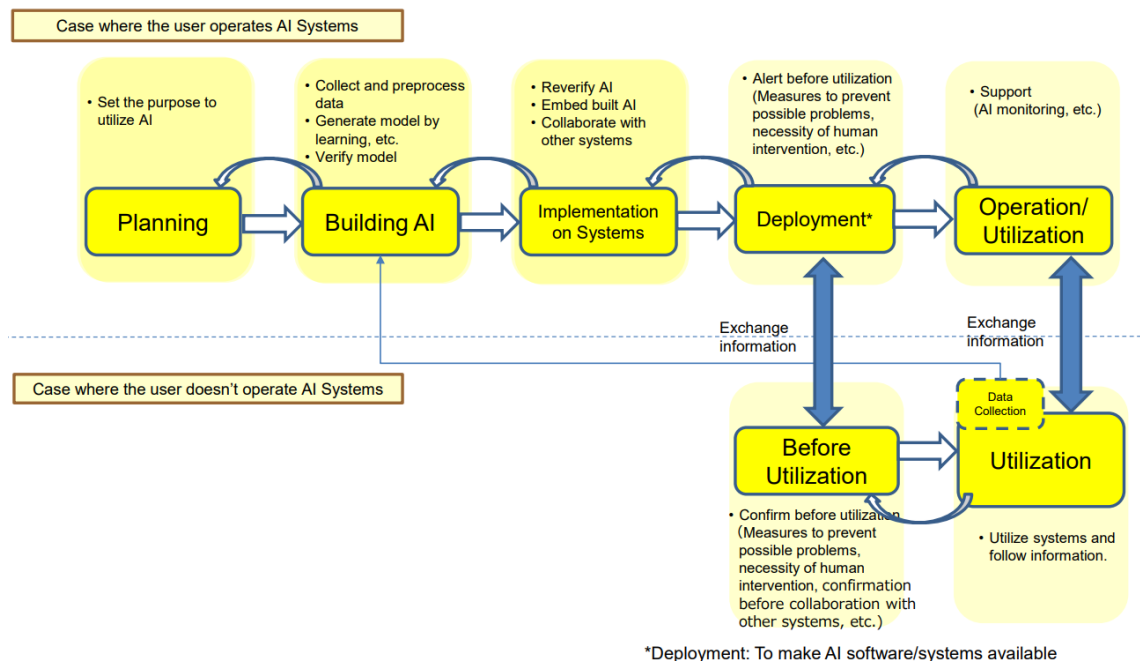 Case where the user operates AI Systems
• Set the purpose to
utilize AI
• Collect and preprocess
data
• Generate model by
learning, etc.
• Verify model
• Reverify AI
• Embed built AI
• Collaborate with
other systems
• Alert before utilization
(Measures to prevent
possible problems,
necessity of human
intervention, etc.)
• Support
(AI monitoring, etc.)
Planning
Building AI
Implementation
on Systems
Deployment*
Operation/
Utilization
Exchange
information
Exchange
information
Case where the user doesn't operate AI Systems
Data
Collection
Before
Utilization
Utilization
• Confirm before utilization
(Measures to prevent
possible problems,
necessity of human
intervention, confirmation
before collaboration with
other systems, etc.)
• Utilize systems and
follow information.
*Deployment: To make AI software/systems available